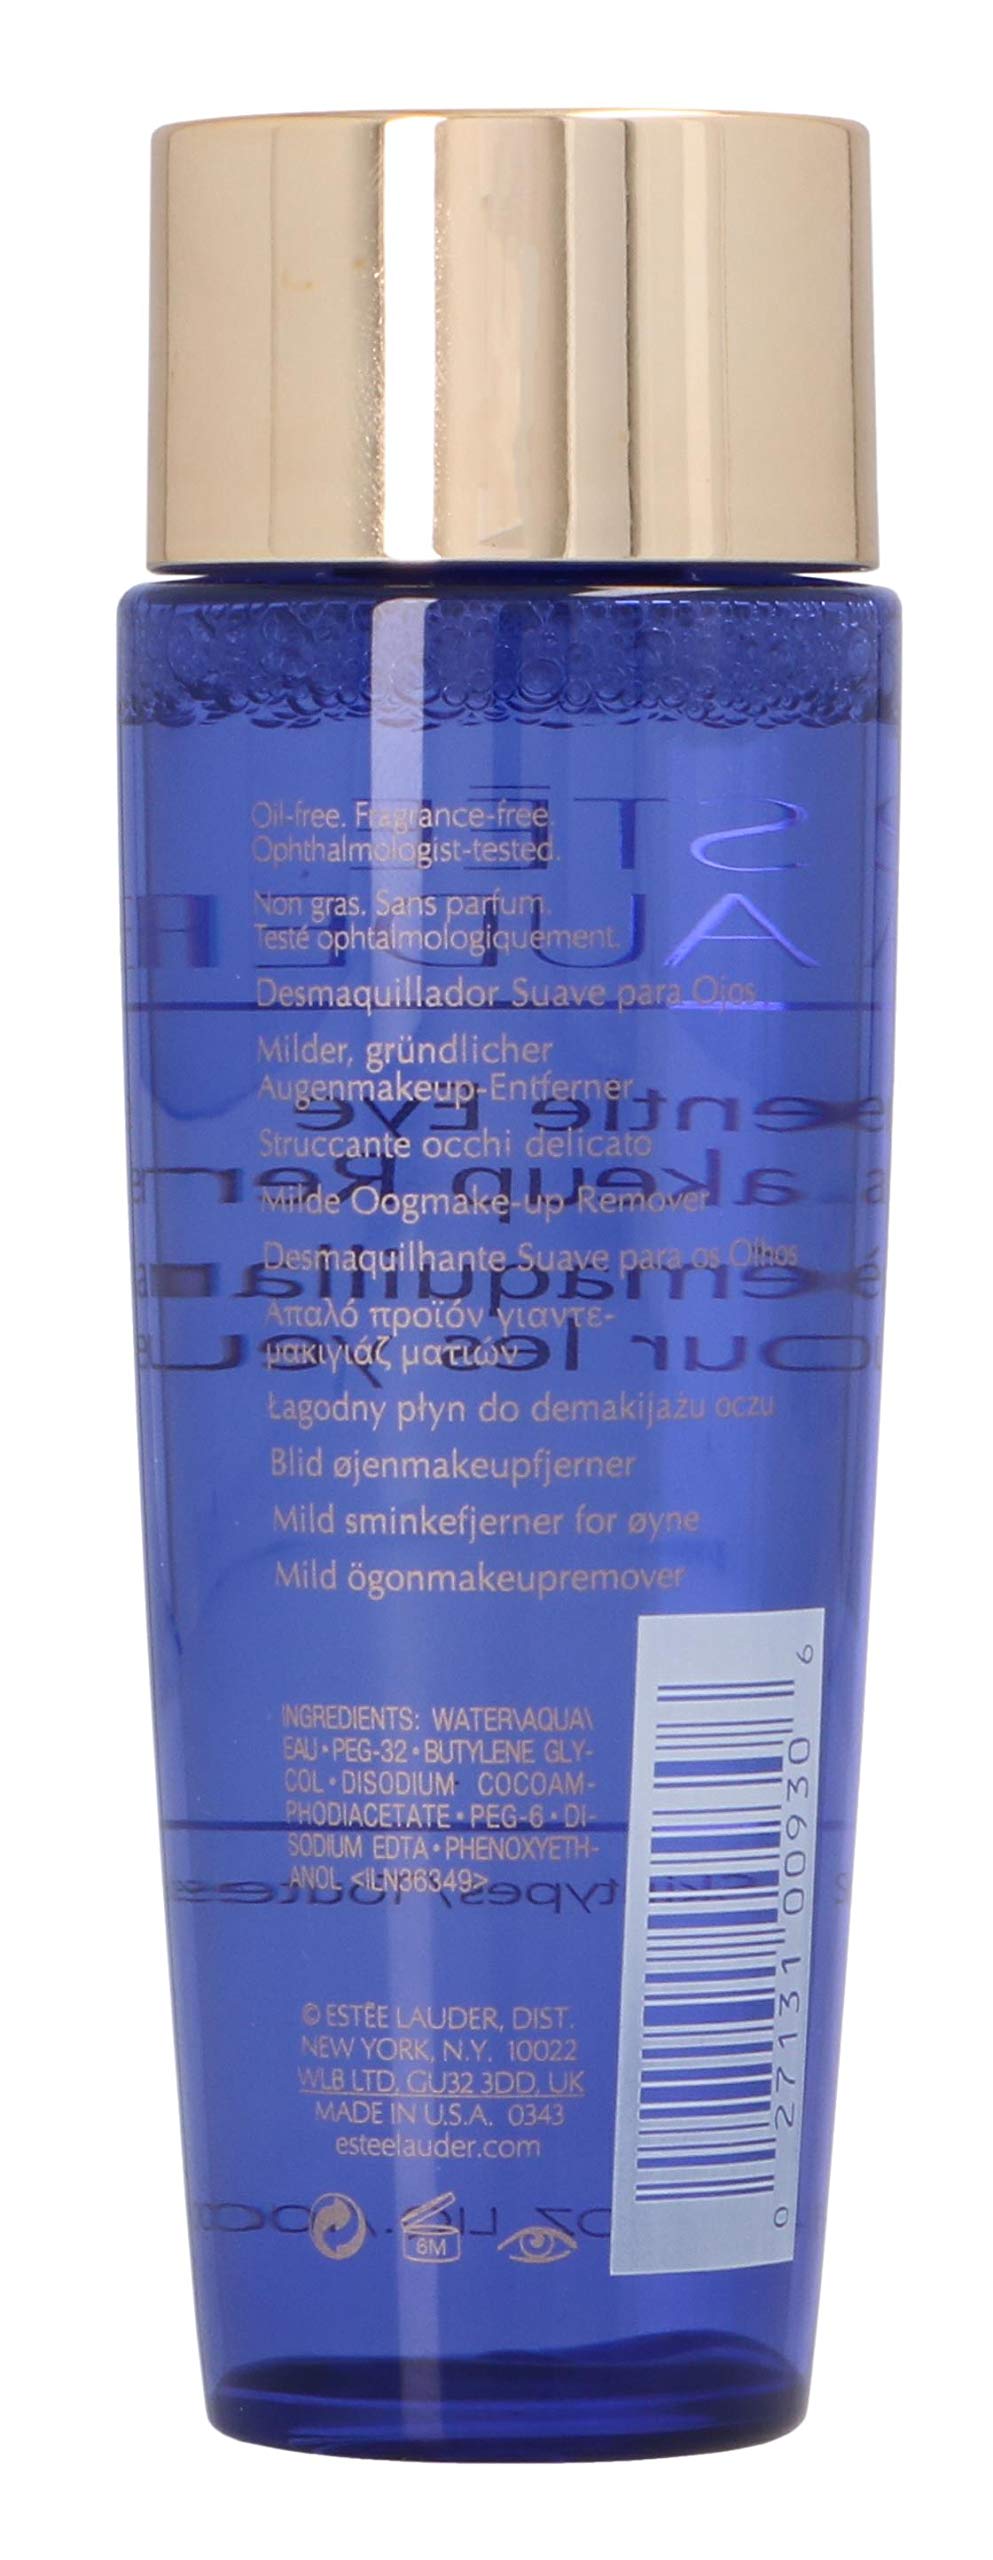 Oil-free. Fragrance-free.
Ophthalmologist-tested.
Non gras. Sans parfum.
Testé ophtalmologiquement.
Desmaquillador Suave para Ojos
Milder, gründlicher
Augenmakeup-Entferner
Struccante occhi delicato
Milde Oogmake-up Remover
Desmaquilhante Suave para os Olhos
Απαλό προϊόν γιαντε-
μακιγιάζ ματιών
Łagodny płyn do demakijażu oczu
Blid øjenmakeupfjerner
Mild sminkefjerner for øyne
Mild ögonmakeupremover
INGREDIENTS: WATER\AQUA\
EAU • PEG-32 • BUTYLENE GLY-
COL • DISODIUM COCOAM-
PHODIACETATE • PEG-6 • DI-
SODIUM EDTA • PHENOXYETH-
ANOL <ILN36349>
© ESTĒE LAUDER, DIST.
NEW YORK, N.Y. 10022
WLB LTD. GU32 3DD, UK
MADE IN U.S.A. 0343
esteelauder.com
6M
0 27131 00930 6